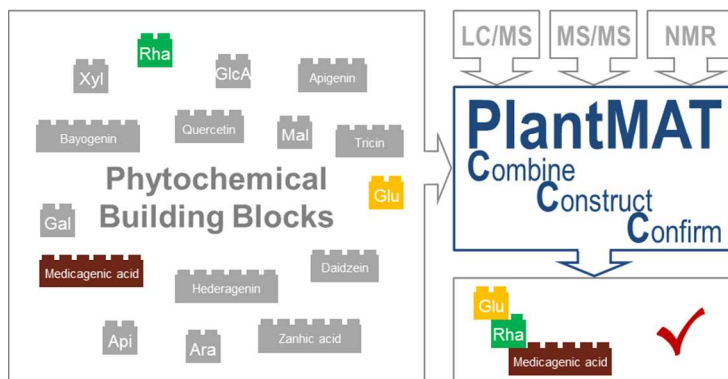 Rha
Xyl
GlcA
Apigenin
Bayogenin
Quercetin
Mal
Tricin
Phytochemical
Building Blocks
Glu
Gal
Medicagenic acid
Hederagenin
Daidzein
Api
Ara
Zanhic acid
LC/MS
MS/MS
NMR
PlantMAT
Combine
Construct
Confirm
Glu
Rha
Medicagenic acid